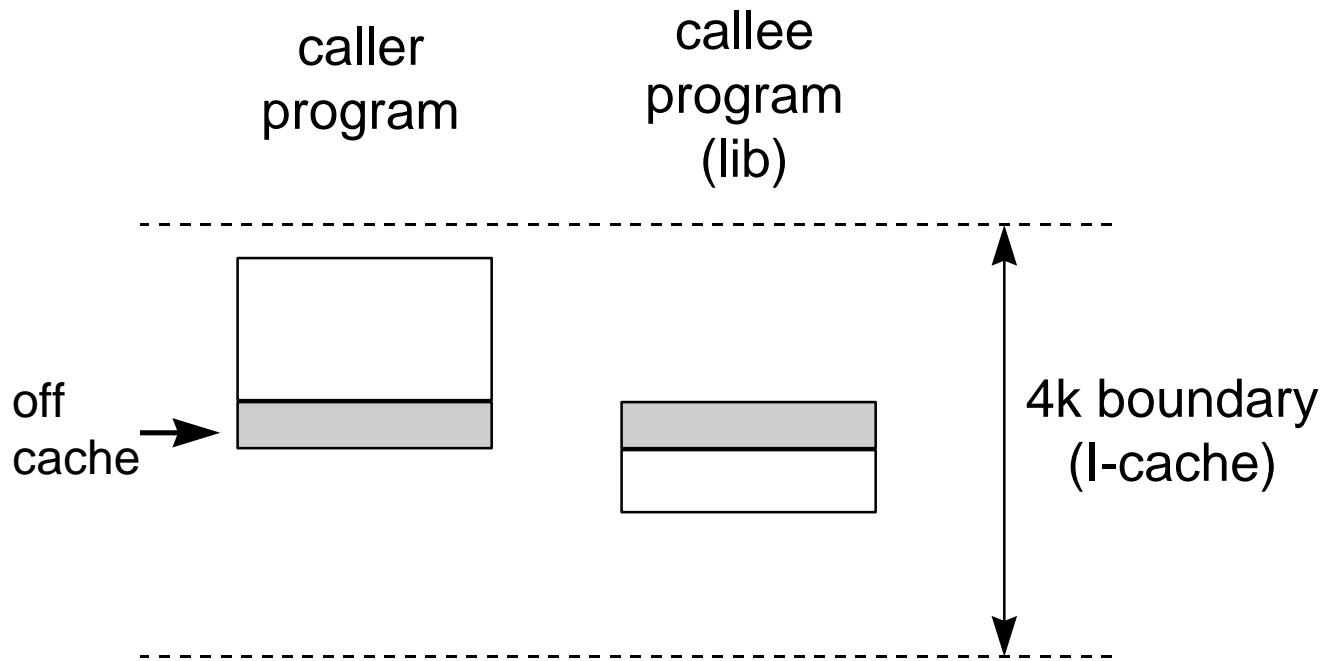 caller
program
callee
program
(lib)
off
cache
4k boundary
(I-cache)